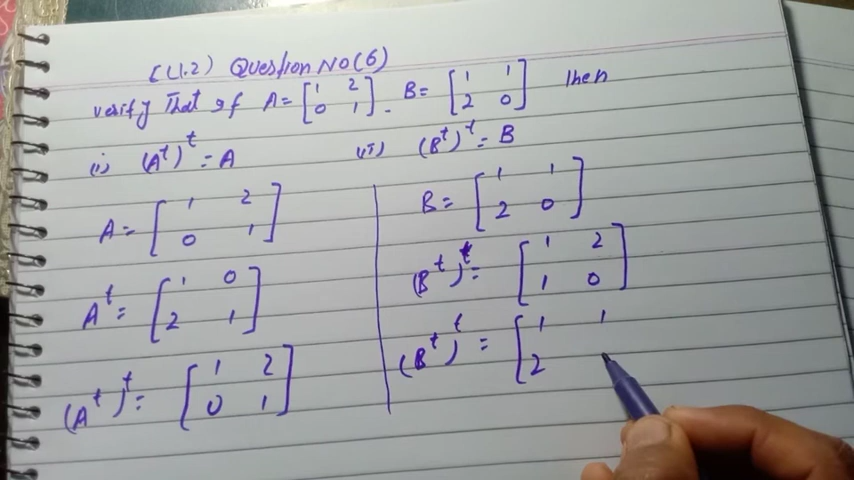 Ex(1.2) Question No(6)
verify That if A = [1 2 0 1]. B = [1 1 2 0] then
(i) (A^t)^t = A (ii) (B^t)^t = B
A = [1 2 0 1]
A^t = [1 0 2 1]
(A^t)^t = [1 2 0 1]
B = [1 1 2 0]
(B^t)^t = [1 2 1 0]
(B^t)^t = [1 1 2